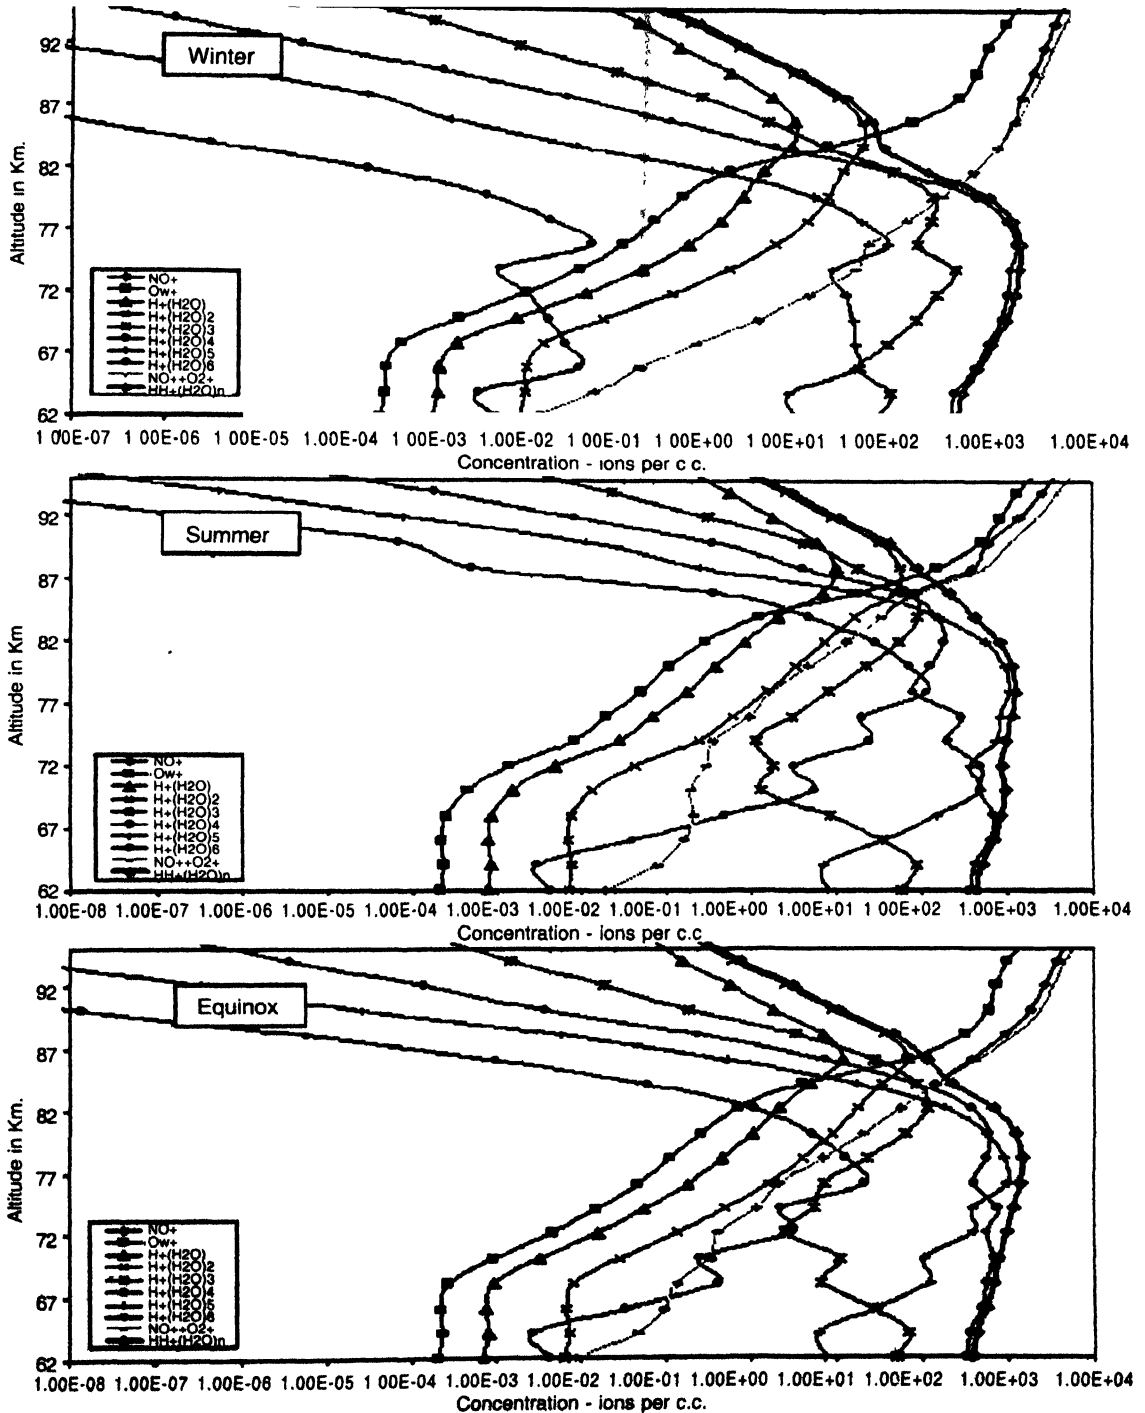 92
Winter
87
82
77
72
67
62
Altitude in Km.
NO+
Ow+
H+(H2O)
H+(H2O)2
H+(H2O)3
H+(H2O)4
H+(H2O)5
H+(H2O)6
NO++O2+
HH+(H2O)n
1 00E-07 1 00E-06 1 00E-05 1.00E-04 1.00E-03 1.00E-02 1.00E-01 1.00E+00 1 00E+01 1 00E+02 1.00E+03 1.00E+04
Concentration - ions per c c.
92
Summer
87
82
77
72
67
62
Altitude in Km
NO+
Ow+
H+(H2O)
H+(H2O)2
H+(H2O)3
H+(H2O)4
H+(H2O)5
H+(H2O)6
NO++O2+
HH+(H2O)n
1.00E-08 1 00E-07 1 00E-06 1.00E-05 1.00E-04 1.00E-03 1.00E-02 1.00E-01 1.00E+00 1.00E+01 1.00E+02 1.00E+03 1.00E+04
Concentration - ions per c.c
92
Equinox
87
82
77
72
67
62
Altitude in Km.
NO+
Ow+
H+(H2O)
H+(H2O)2
H+(H2O)3
H+(H2O)4
H+(H2O)5
H+(H2O)6
NO++O2+
HH+(H2O)n
1.00E-08 1.00E-07 1.00E-06 1.00E-05 1.00E-04 1.00E-03 1.00E-02 1.00E-01 1.00E+00 1.00E+01 1.00E+02 1.00E+03 1.00E+04
Concentration - ions per c.c.